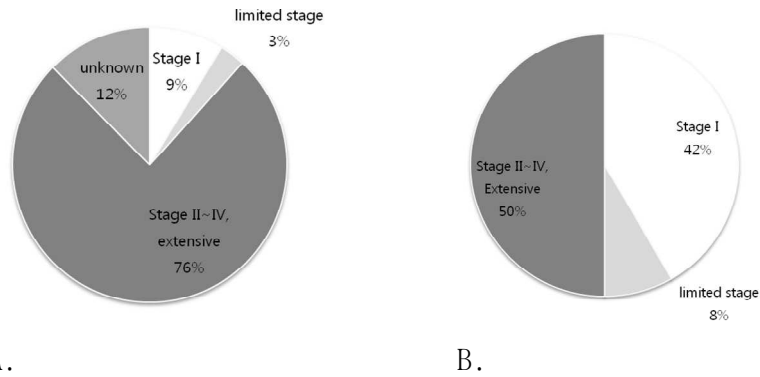 limited stage
3%
Stage I
9%
unknown
12%
Stage II~IV,
extensive
76%
Stage I
42%
Stage II~IV,
Extensive
50%
limited stage
8%
A.
B.